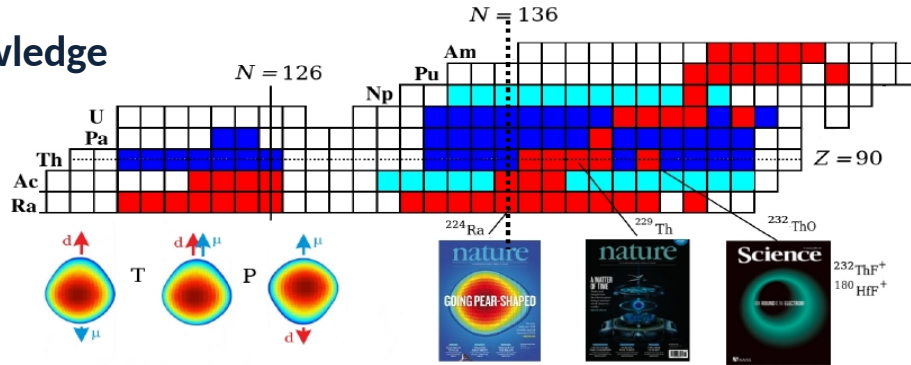 wledge
N = 136
N = 126
Am
Pu
Np
U
Pa
Th
Z = 90
Ac
Ra
²²⁴Ra
²²⁹Th
²³²ThO
d μ
d μ
μ
T
P
μ
d
nature
GOING PEAR-SHAPED
nature
A MATTER
OF TIME
Science
²³²ThF⁺
¹⁸⁰HfF⁺